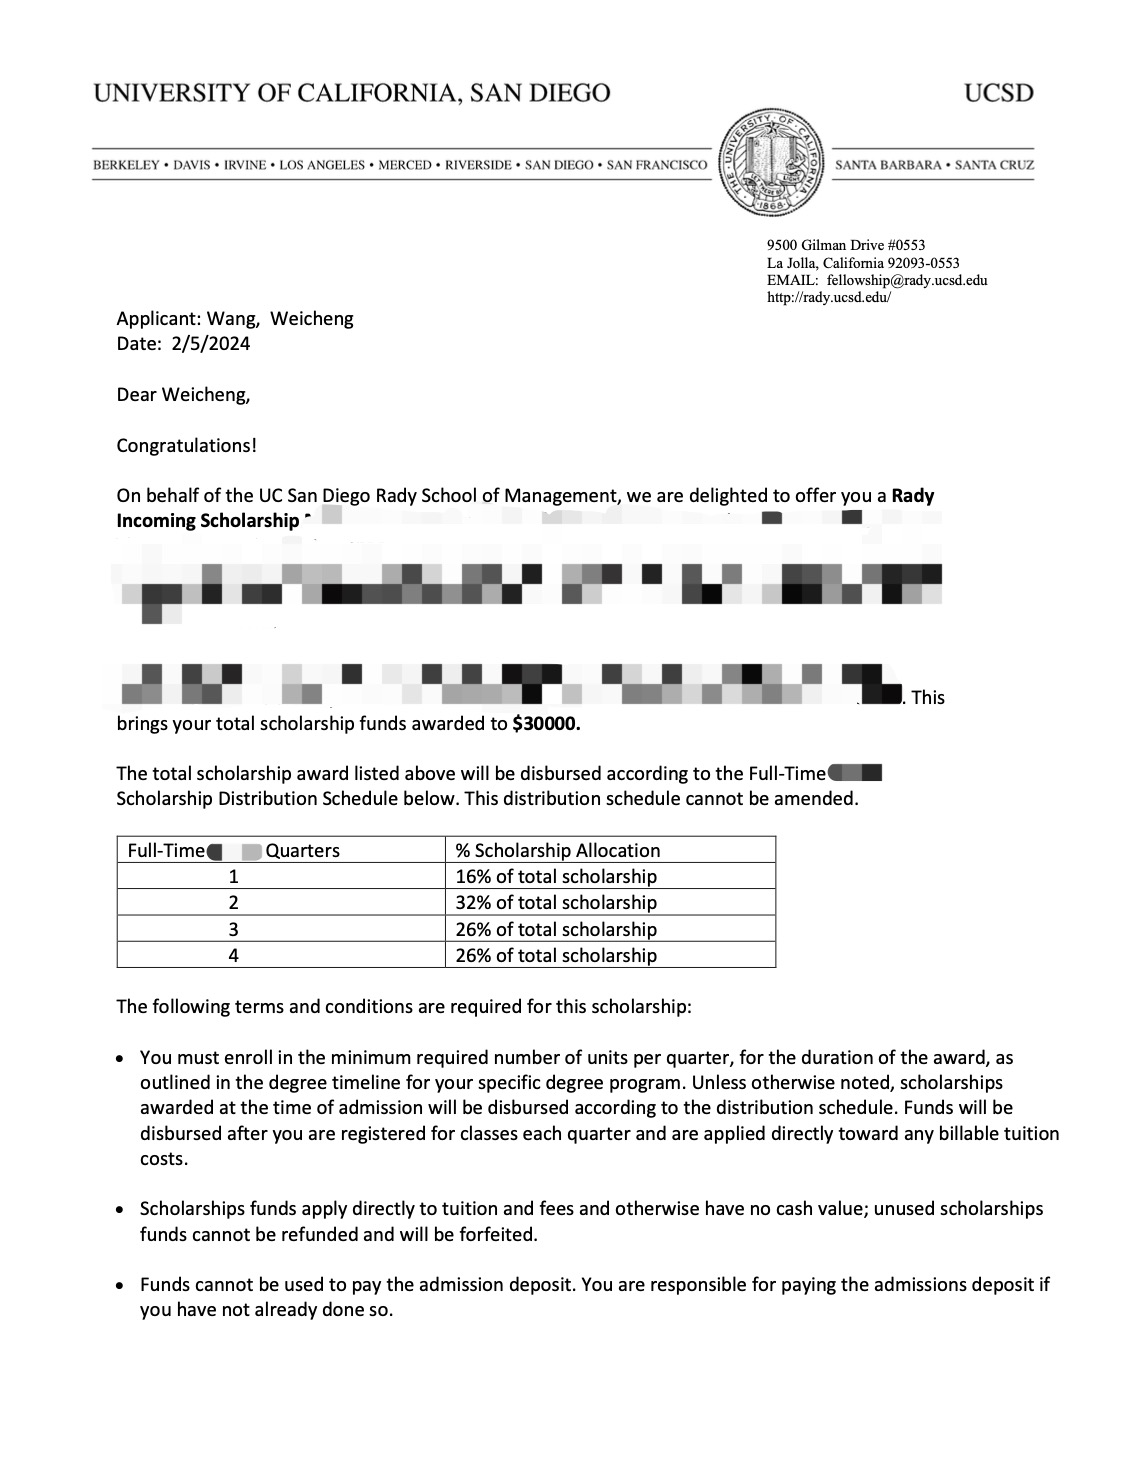 UNIVERSITY OF CALIFORNIA, SAN DIEGO UCSD
BERKELEY • DAVIS • IRVINE • LOS ANGELES • MERCED • RIVERSIDE • SAN DIEGO • SAN FRANCISCO SANTA BARBARA • SANTA CRUZ
THE UNIVERSITY OF CALIFORNIA
LET THERE BE LIGHT
1868
9500 Gilman Drive #0553
La Jolla, California 92093-0553
EMAIL: fellowship@rady.ucsd.edu
http://rady.ucsd.edu/
Applicant: Wang, Weicheng
Date: 2/5/2024
Dear Weicheng,
Congratulations!
On behalf of the UC San Diego Rady School of Management, we are delighted to offer you a Rady
Incoming Scholarship
. This
brings your total scholarship funds awarded to $30000.
The total scholarship award listed above will be disbursed according to the Full-Time
Scholarship Distribution Schedule below. This distribution schedule cannot be amended.
Full-Time Quarters % Scholarship Allocation
1 16% of total scholarship
2 32% of total scholarship
3 26% of total scholarship
4 26% of total scholarship
The following terms and conditions are required for this scholarship:
• You must enroll in the minimum required number of units per quarter, for the duration of the award, as
outlined in the degree timeline for your specific degree program. Unless otherwise noted, scholarships
awarded at the time of admission will be disbursed according to the distribution schedule. Funds will be
disbursed after you are registered for classes each quarter and are applied directly toward any billable tuition
costs.
• Scholarships funds apply directly to tuition and fees and otherwise have no cash value; unused scholarships
funds cannot be refunded and will be forfeited.
• Funds cannot be used to pay the admission deposit. You are responsible for paying the admissions deposit if
you have not already done so.